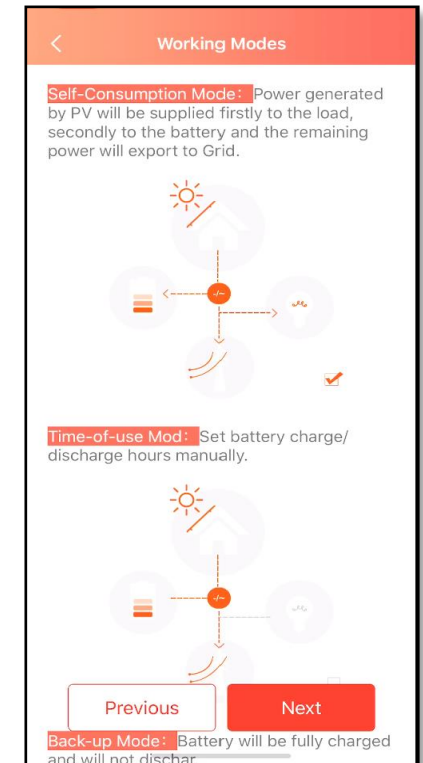 Working Modes
Self-Consumption Mode: Power generated
by PV will be supplied firstly to the load,
secondly to the battery and the remaining
power will export to Grid.
Time-of-use Mod: Set battery charge/
discharge hours manually.
Previous
Next
Back-up Mode: Battery will be fully charged
and will not dischar